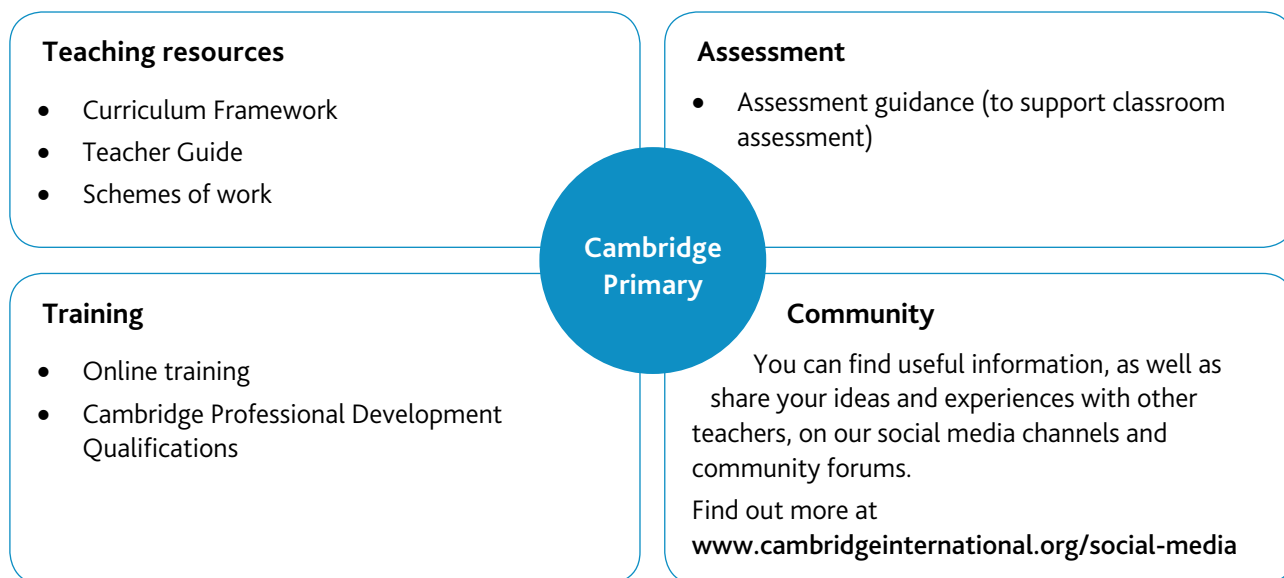 Teaching resources
• Curriculum Framework
• Teacher Guide
• Schemes of work
Assessment
• Assessment guidance (to support classroom
assessment)
Cambridge
Primary
Training
• Online training
• Cambridge Professional Development
Qualifications
Community
You can find useful information, as well as
share your ideas and experiences with other
teachers, on our social media channels and
community forums.
Find out more at
www.cambridgeinternational.org/social-media